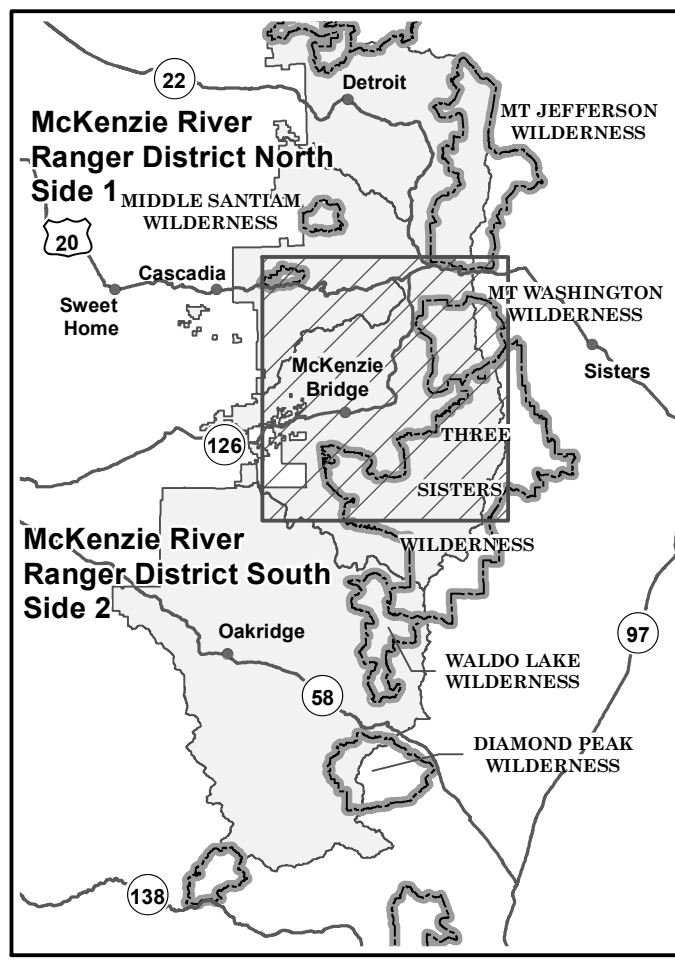 22
Detroit
MT JEFFERSON
WILDERNESS
McKenzie River
Ranger District North
Side 1
MIDDLE SANTIAM
WILDERNESS
20
Cascadia
Sweet
Home
MT WASHINGTON
WILDERNESS
Sisters
McKenzie
Bridge
126
THREE
SISTERS
WILDERNESS
McKenzie River
Ranger District South
Side 2
Oakridge
97
WALDO LAKE
WILDERNESS
58
DIAMOND PEAK
WILDERNESS
138